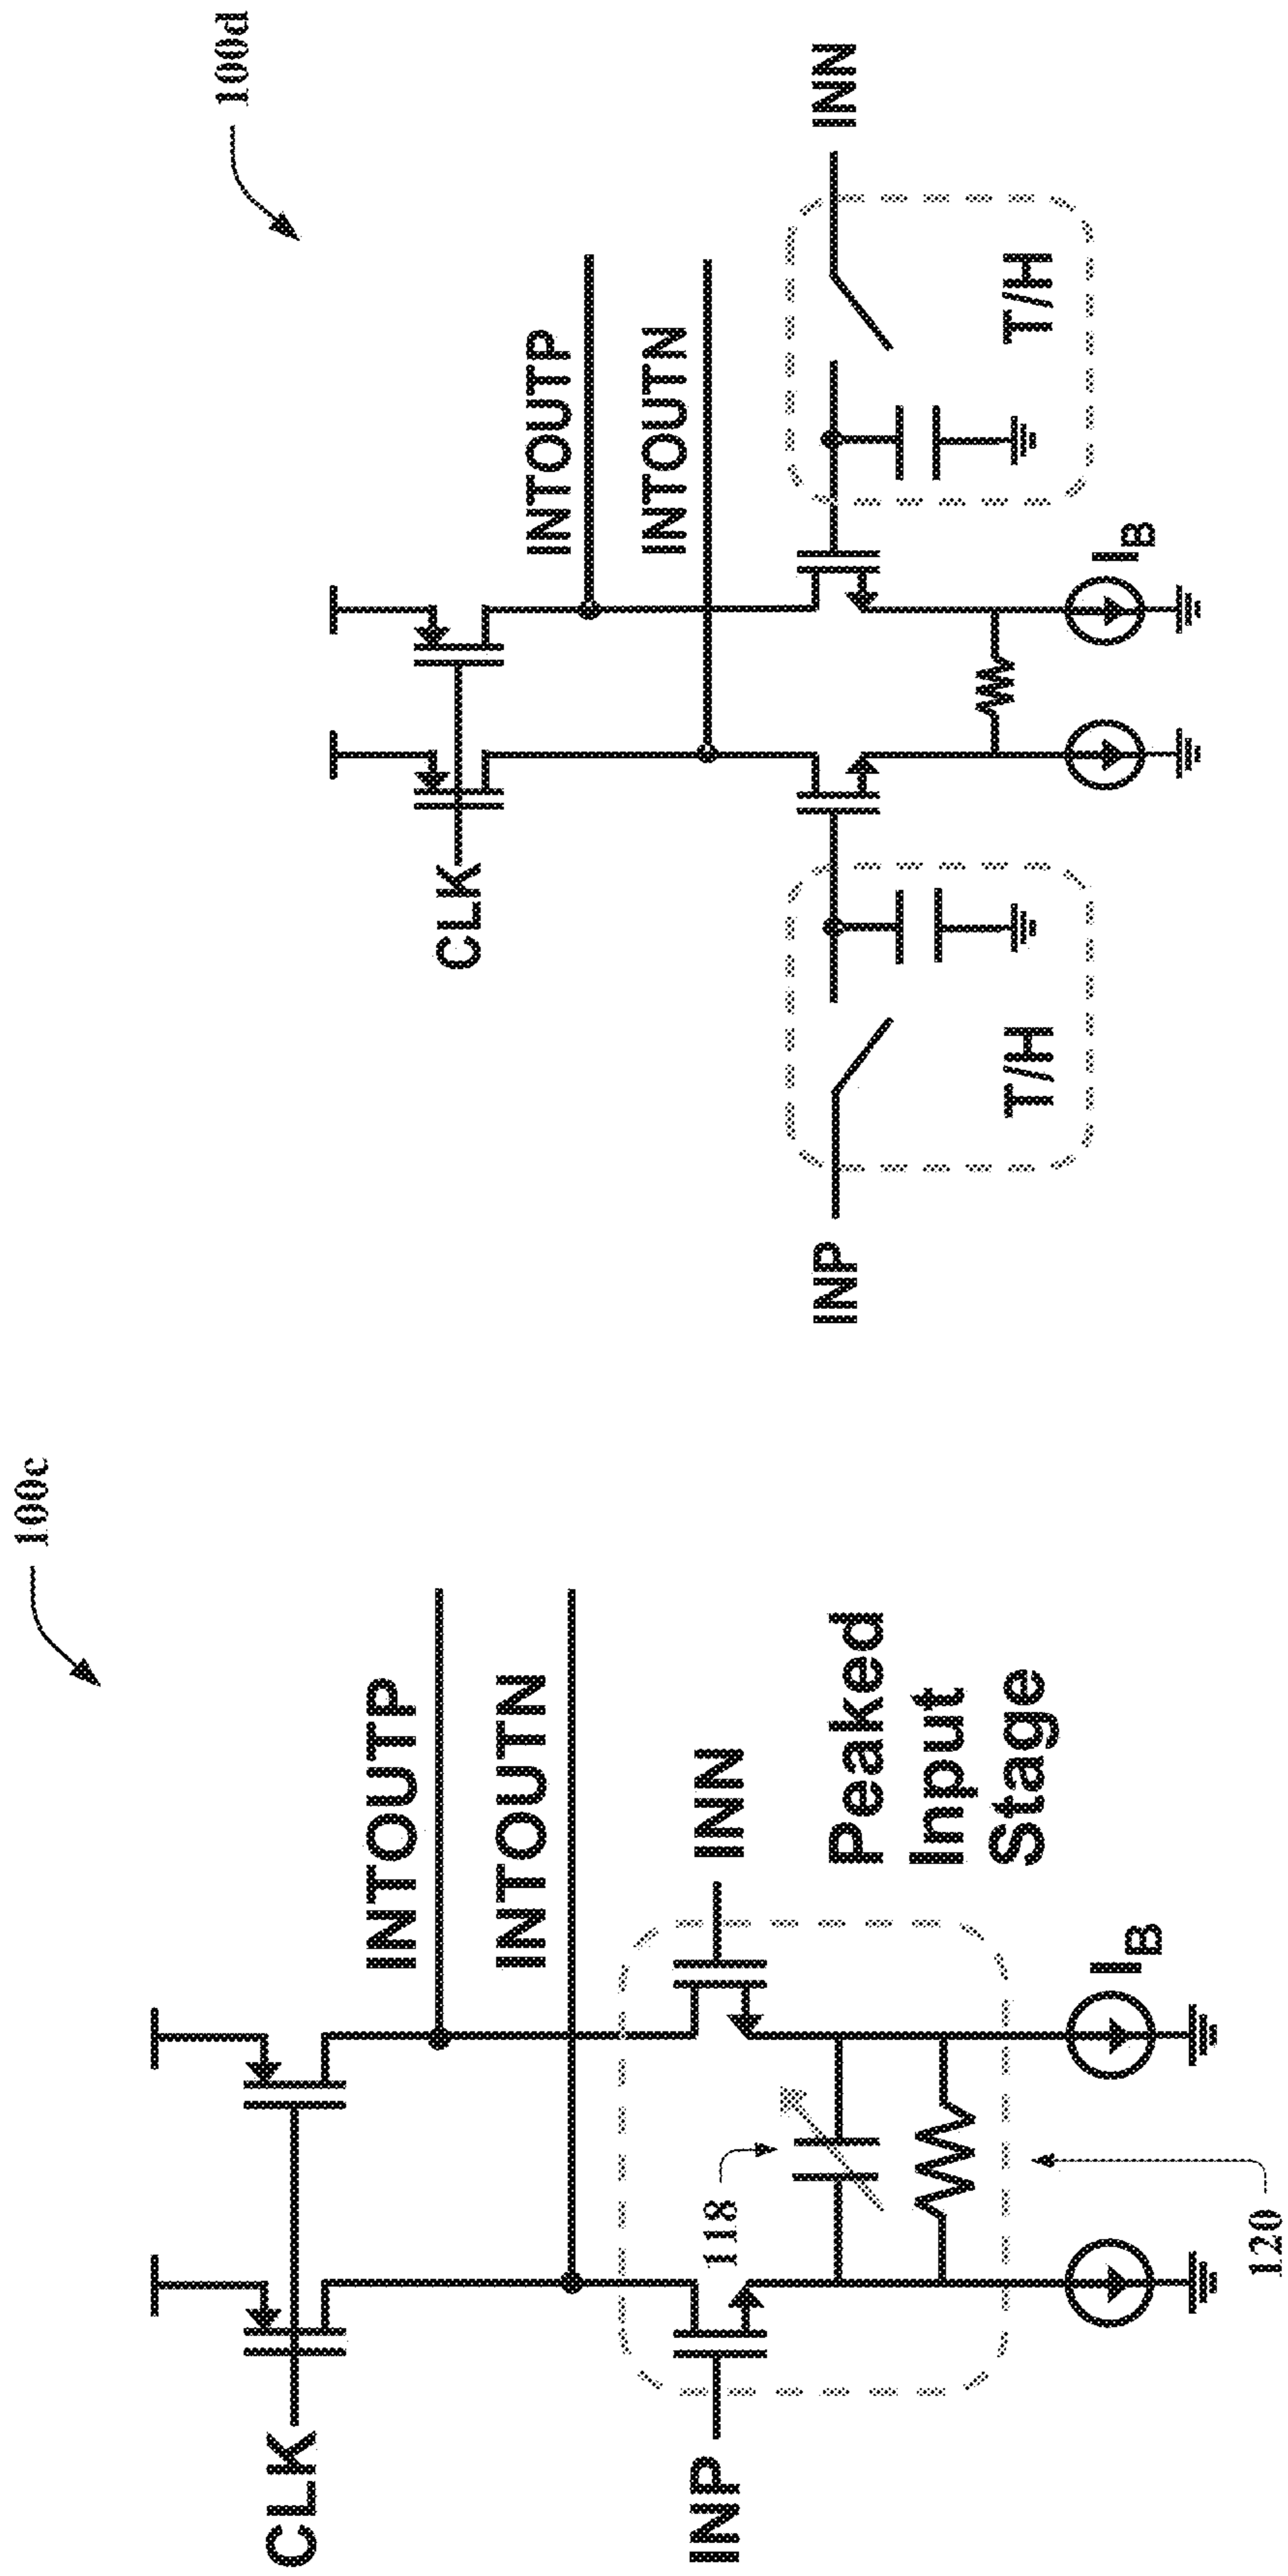 100c
CLK
INTOUTP
INTOUTN
INP
INN
118
Peaked
Input
Stage
IB
120
100d
CLK
INTOUTP
INTOUTN
INP
INN
T/H
T/H
IB